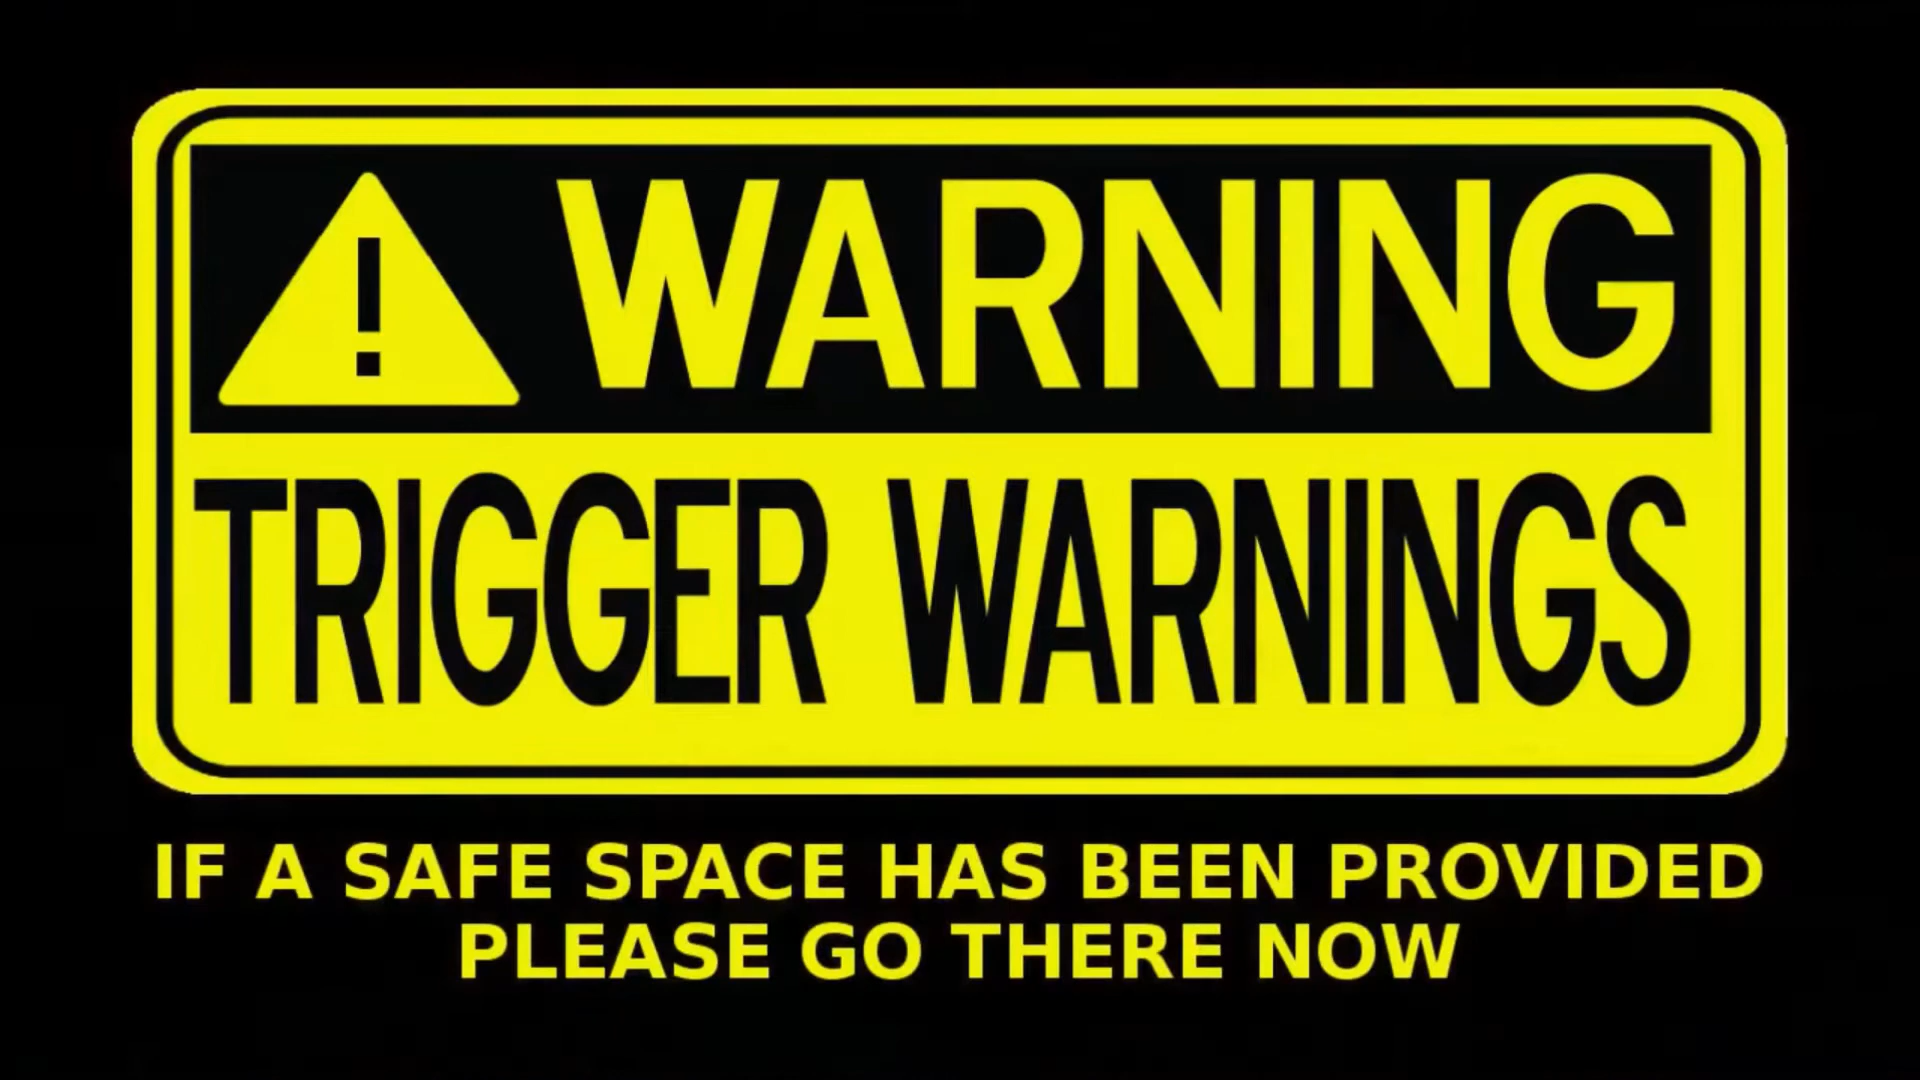 WARNING
TRIGGER WARNINGS
IF A SAFE SPACE HAS BEEN PROVIDED
PLEASE GO THERE NOW